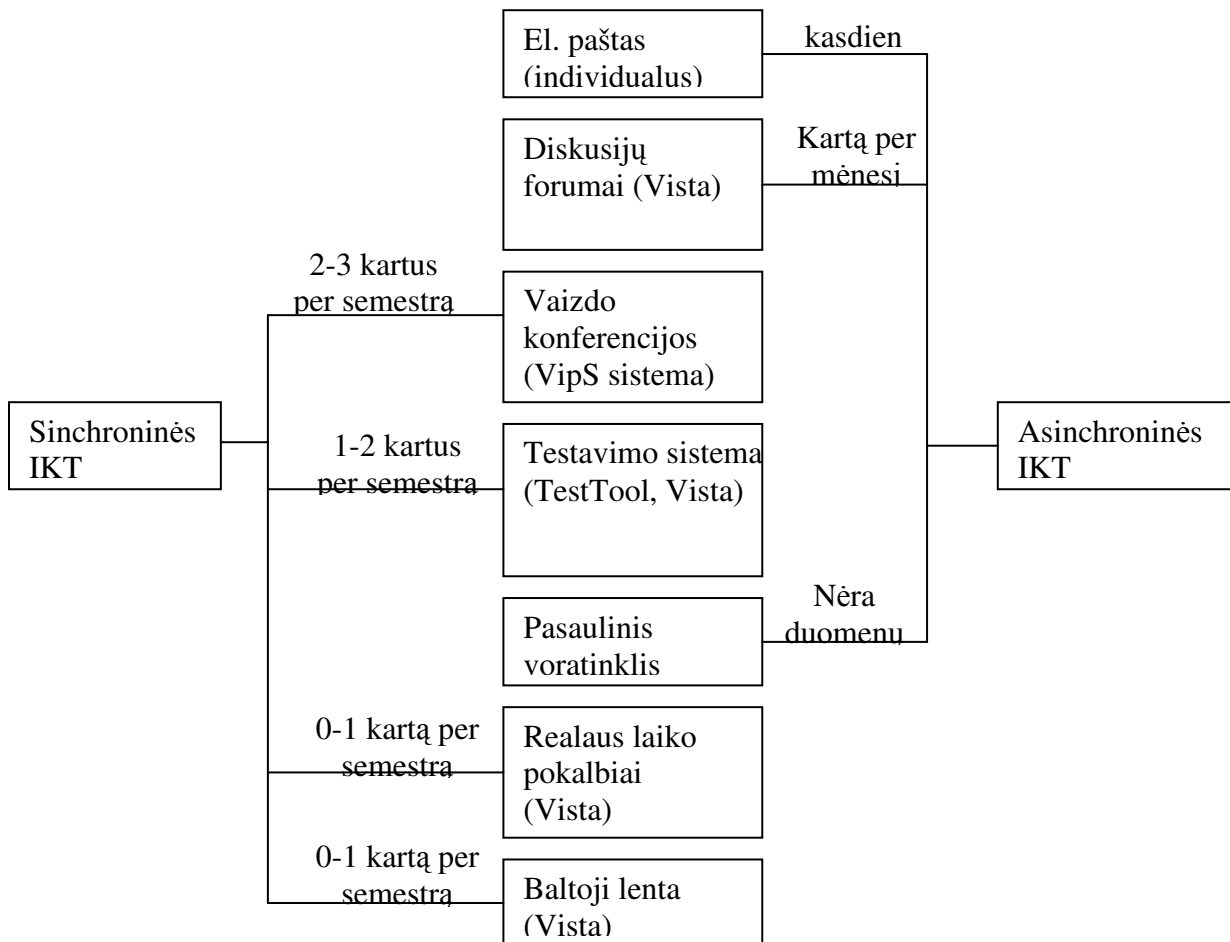 El. paštas
(individualus)
kasdien
Diskusijų
forumai (Vista)
Kartą per
mėnesį
2-3 kartus
per semestrą
Vaizdo
konferencijos
(VipS sistema)
Sinchroninės
IKT
1-2 kartus
per semestrą
Testavimo sistema
(TestTool, Vista)
Asinchroninės
IKT
Pasaulinis
voratinklis
Nėra
duomenų
0-1 kartą per
semestrą
Realaus laiko
pokalbiai
(Vista)
0-1 kartą per
semestrą
Baltoji lenta
(Vista)